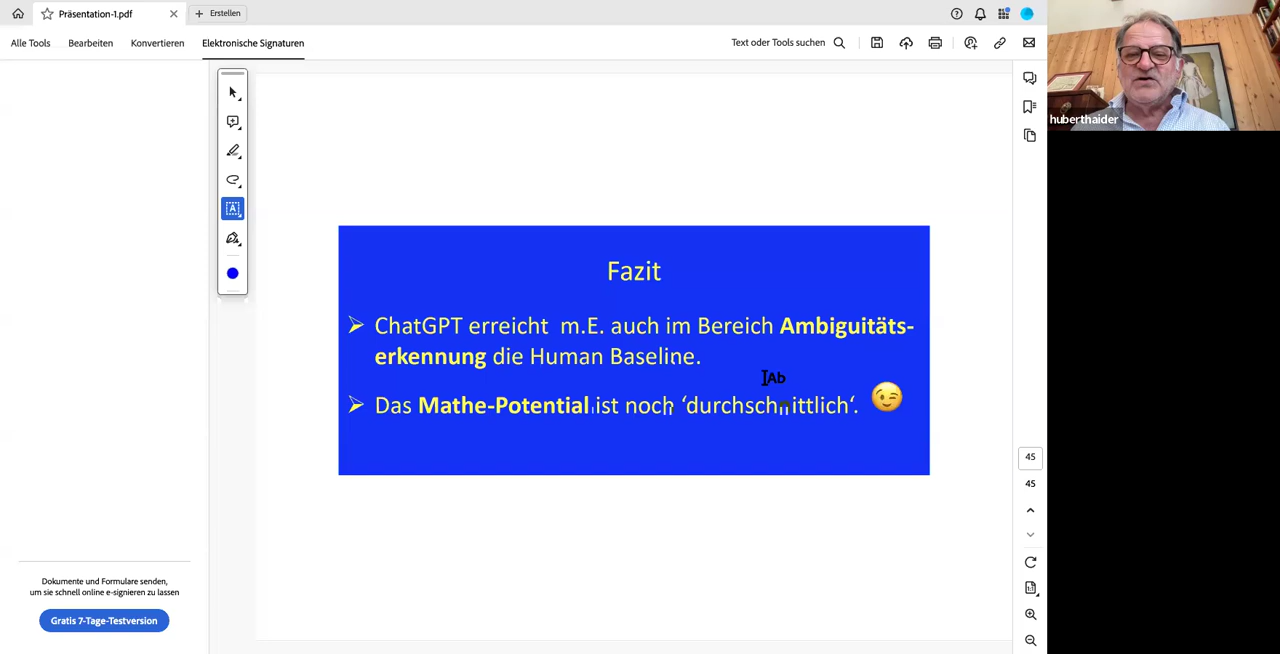 Präsentation-1.pdf
Erstellen
Alle Tools
Bearbeiten
Konvertieren
Elektronische Signaturen
Text oder Tools suchen
huberthaider
Fazit
ChatGPT erreicht m.E. auch im Bereich Ambiguitäts-
erkennung die Human Baseline.
Ab
Das Mathe-Potential ist noch ‘durchschnittlich‘.
45
45
Dokumente und Formulare senden,
um sie schnell online e-signieren zu lassen
Gratis 7-Tage-Testversion